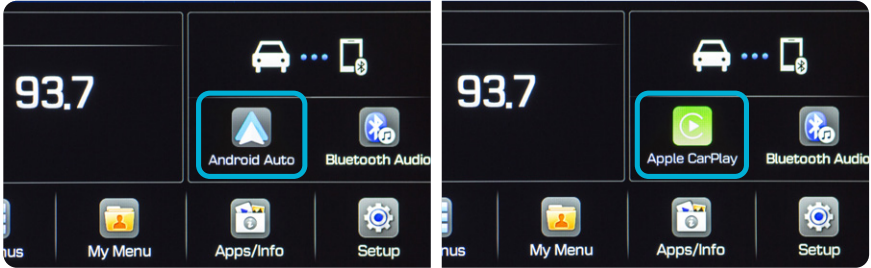 93.7
Android Auto
Bluetooth Audio
nus
My Menu
Apps/Info
Setup
93.7
Apple CarPlay
Bluetooth Audio
nus
My Menu
Apps/Info
Setup